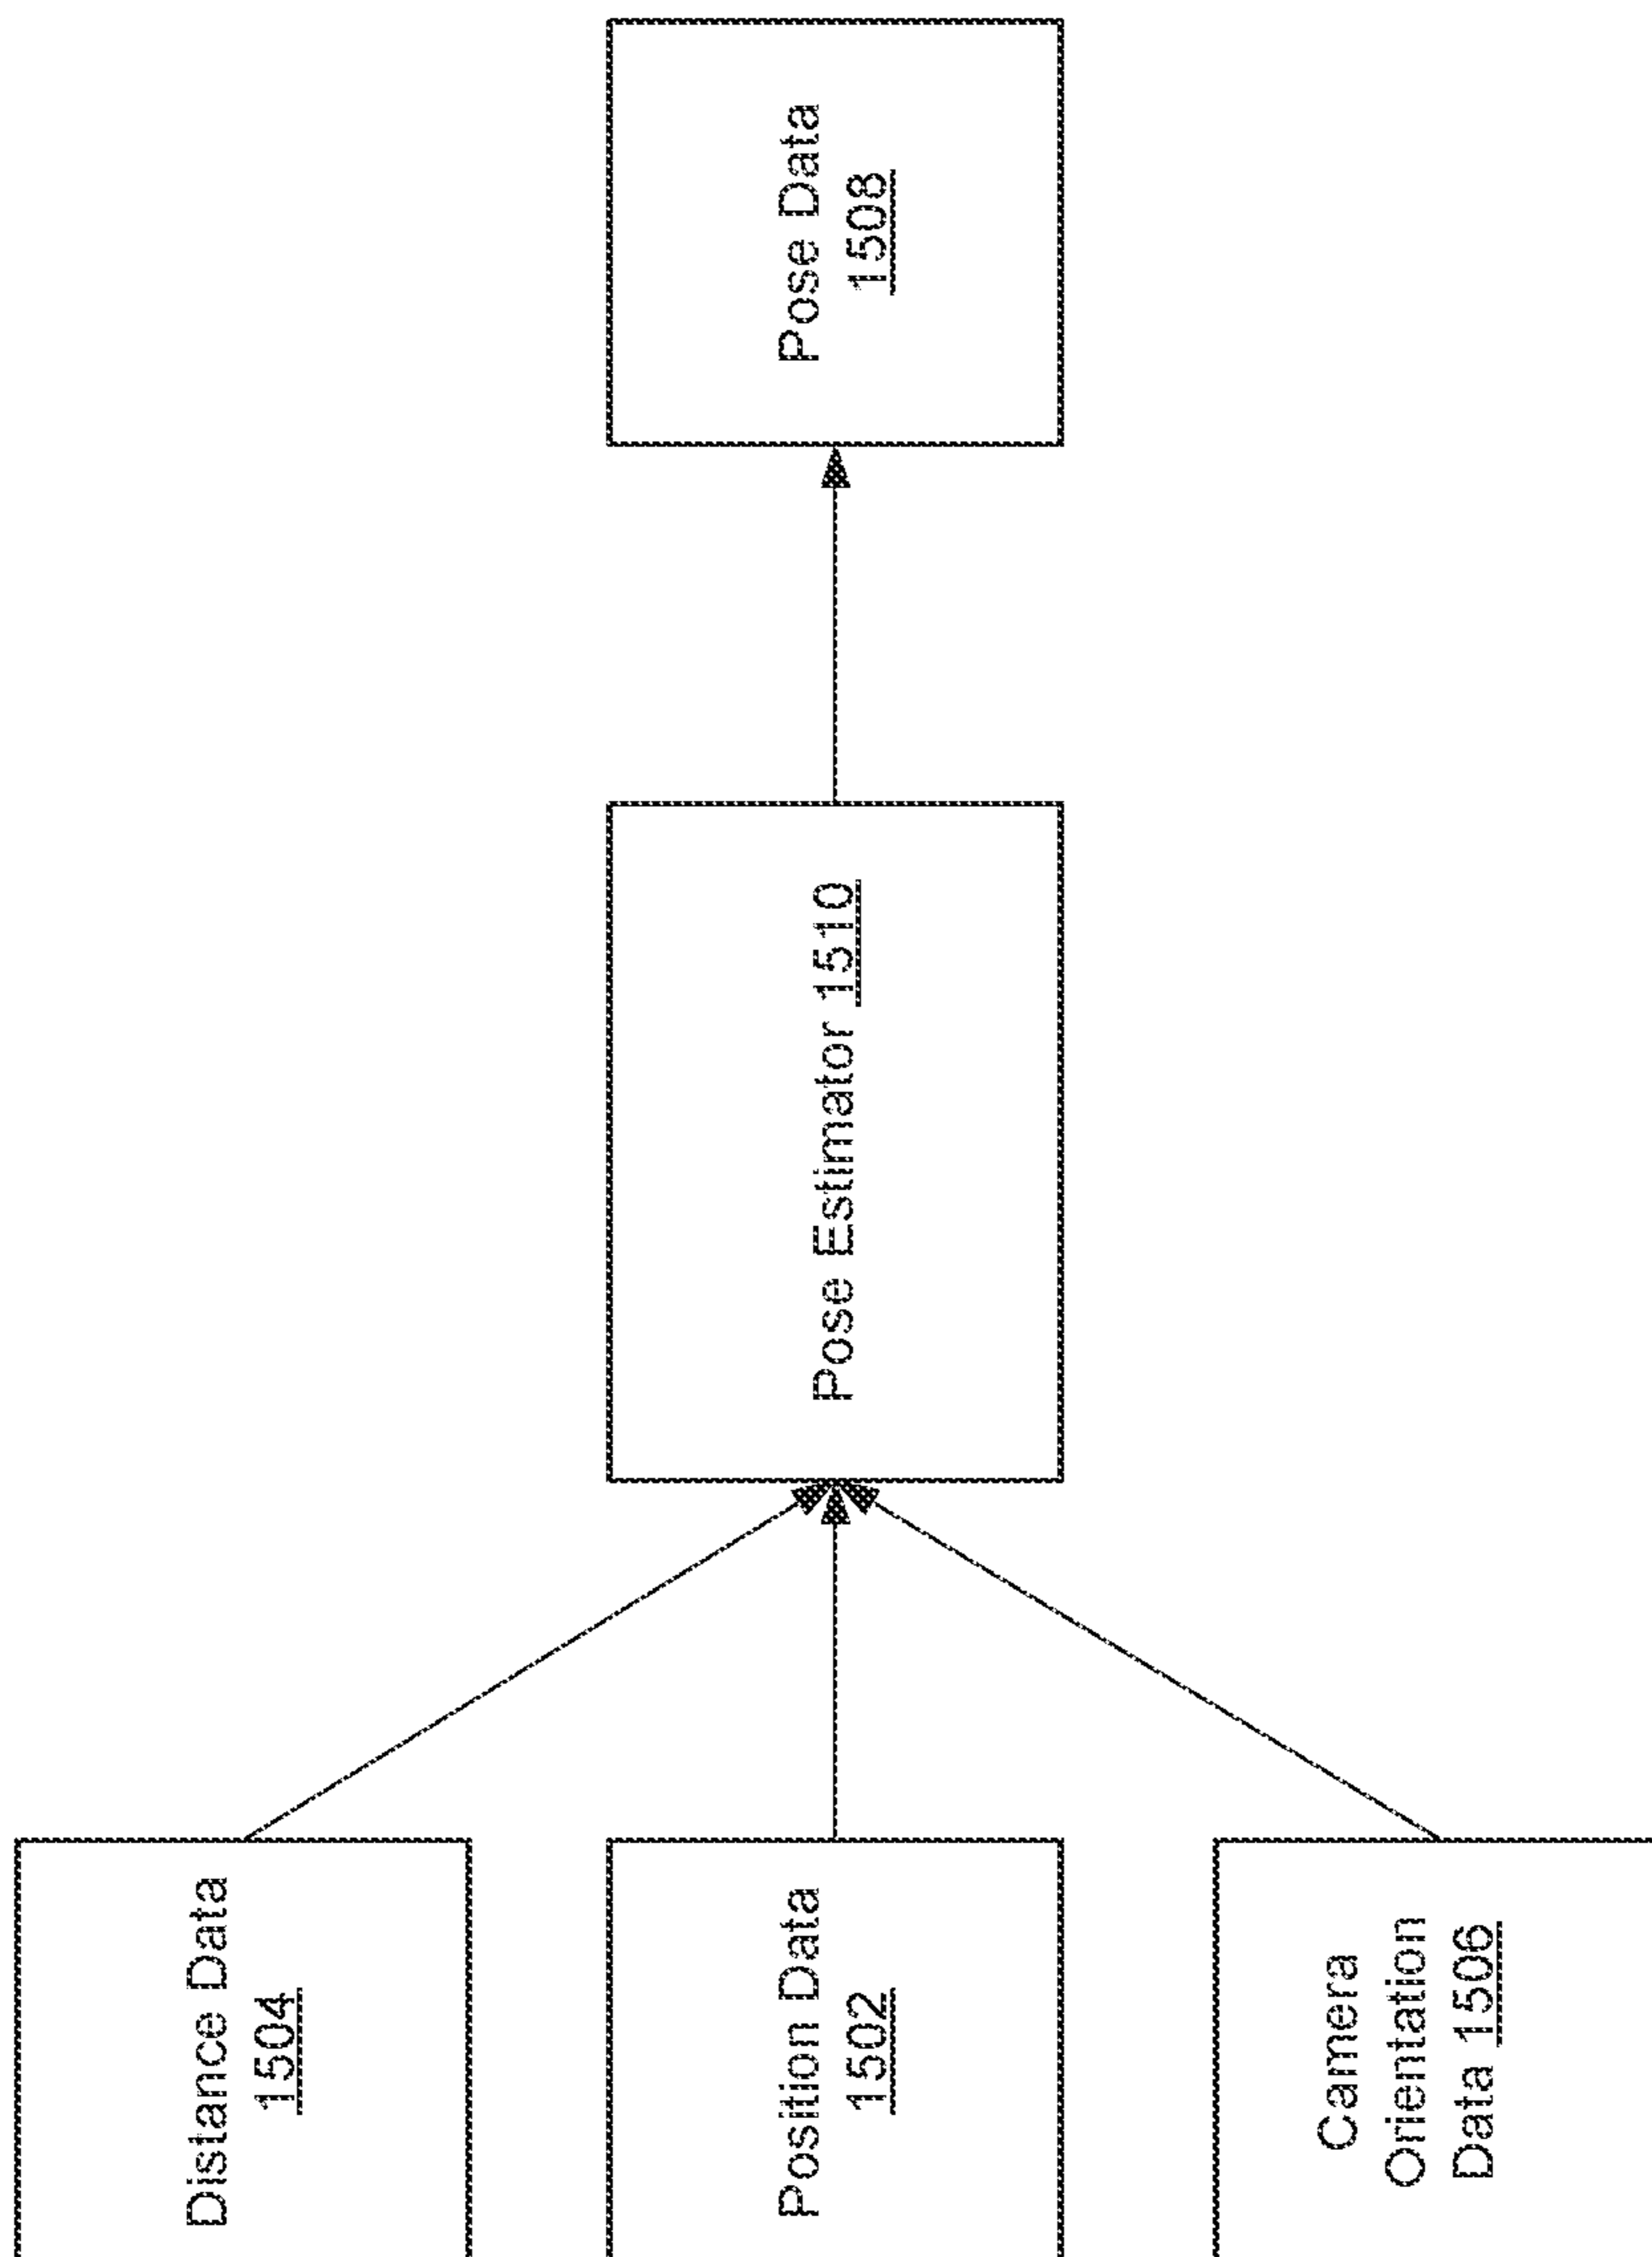 Distance Data
1504
Position Data
1502
Camera
Orientation
Data 1506
Pose Estimator 1510
Pose Data
1508